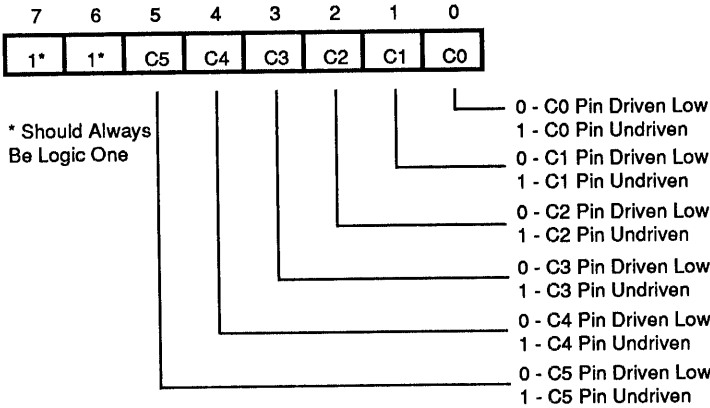 7 6 5 4 3 2 1 0
1* 1* C5 C4 C3 C2 C1 C0
* Should Always
Be Logic One
0 - C0 Pin Driven Low
1 - C0 Pin Undriven
0 - C1 Pin Driven Low
1 - C1 Pin Undriven
0 - C2 Pin Driven Low
1 - C2 Pin Undriven
0 - C3 Pin Driven Low
1 - C3 Pin Undriven
0 - C4 Pin Driven Low
1 - C4 Pin Undriven
0 - C5 Pin Driven Low
1 - C5 Pin Undriven